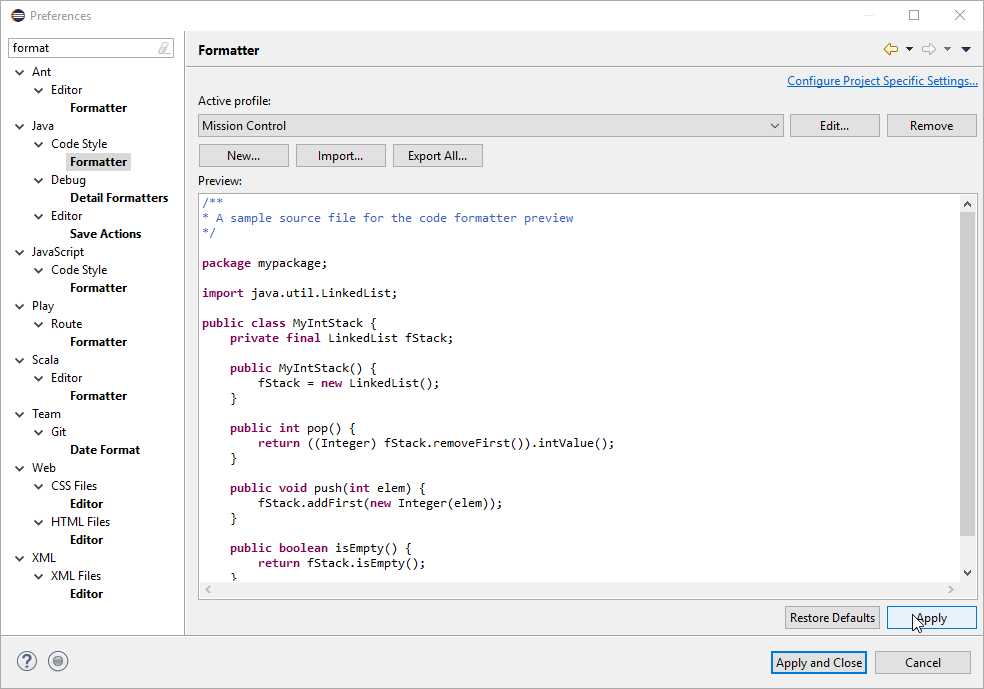 Preferences
format
Ant
Editor
Formatter
Java
Code Style
Formatter
Debug
Detail Formatters
Editor
Save Actions
JavaScript
Code Style
Formatter
Play
Route
Formatter
Scala
Editor
Formatter
Team
Git
Date Format
Web
CSS Files
Editor
HTML Files
Editor
XML
XML Files
Editor
Formatter
Configure Project Specific Settings...
Active profile:
Mission Control
Edit...
Remove
New...
Import...
Export All...
Preview:
/**
* A sample source file for the code formatter preview
*/
package mypackage;
import java.util.LinkedList;
public class MyIntStack {
    private final LinkedList fStack;
    public MyIntStack() {
        fStack = new LinkedList();
    }
    public int pop() {
        return ((Integer) fStack.removeFirst()).intValue();
    }
    public void push(int elem) {
        fStack.addFirst(new Integer(elem));
    }
    public boolean isEmpty() {
        return fStack.isEmpty();
    }
Restore Defaults
Apply
?
Apply and Close
Cancel